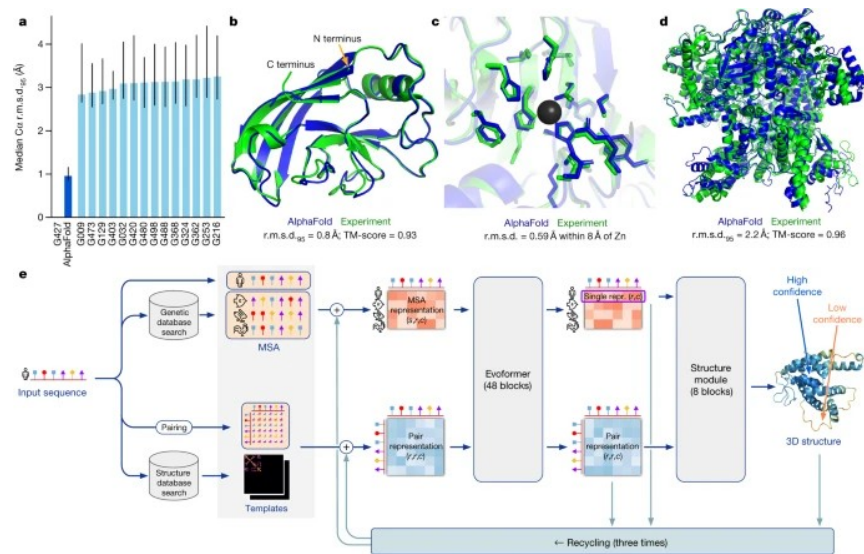 a
Median Cα r.m.s.d.95 (Å)
4
3
2
1
0
G427
AlphaFold
G009
G473
G129
G403
G032
G420
G480
G498
G488
G368
G324
G362
G253
G216
b
N terminus
C terminus
AlphaFold Experiment
r.m.s.d.95 = 0.8 Å; TM-score = 0.93
c
AlphaFold Experiment
r.m.s.d. = 0.59 Å within 8 Å of Zn
d
AlphaFold Experiment
r.m.s.d.95 = 2.2 Å; TM-score = 0.96
e
Input sequence
Genetic
database
search
Pairing
Structure
database
search
MSA
Templates
MSA
representation
(s,r,c)
Pair
representation
(r,r,c)
Evoformer
(48 blocks)
Single repr. (r,c)
Pair
representation
(r,r,c)
Structure
module
(8 blocks)
High
confidence
Low
confidence
3D structure
← Recycling (three times)